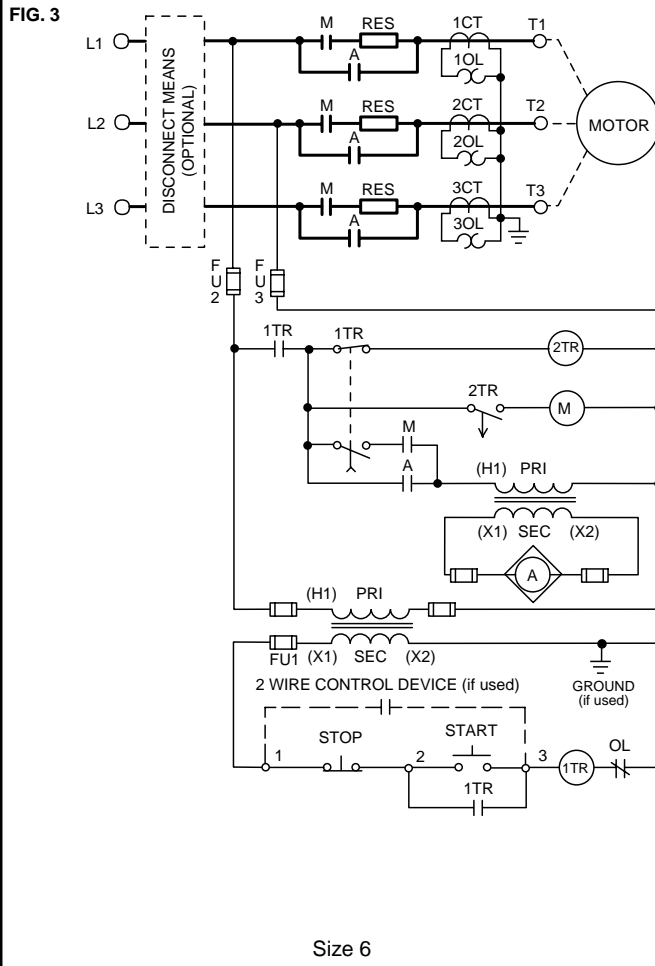 FIG. 3
M RES 1CT T1
L1
A 1OL
DISCONNECT MEANS
(OPTIONAL)
M RES 2CT T2
L2 MOTOR
A 2OL
M RES 3CT T3
L3
A 3OL
FU2 FU3
1TR 1TR
2TR
2TR
M
M
A (H1) PRI
(X1) SEC (X2)
A
(H1) PRI
FU1 (X1) SEC (X2)
GROUND
(if used)
2 WIRE CONTROL DEVICE (if used)
STOP START OL
1 2 3
1TR
1TR
Size 6